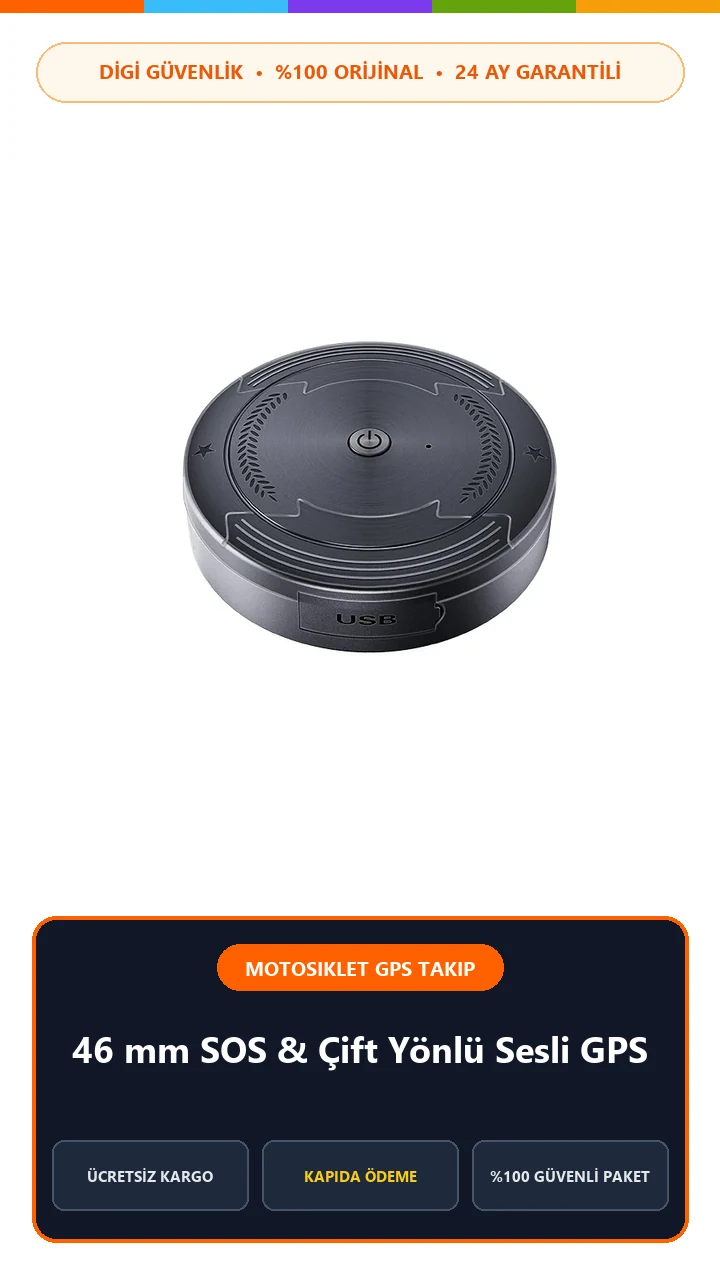 DİGİ GÜVENLİK • %100 ORİJİNAL • 24 AY GARANTİLİ
USB
MOTOSIKLET GPS TAKIP
46 mm SOS & Çift Yönlü Sesli GPS
ÜCRETSİZ KARGO
KAPIDA ÖDEME
%100 GÜVENLİ PAKET